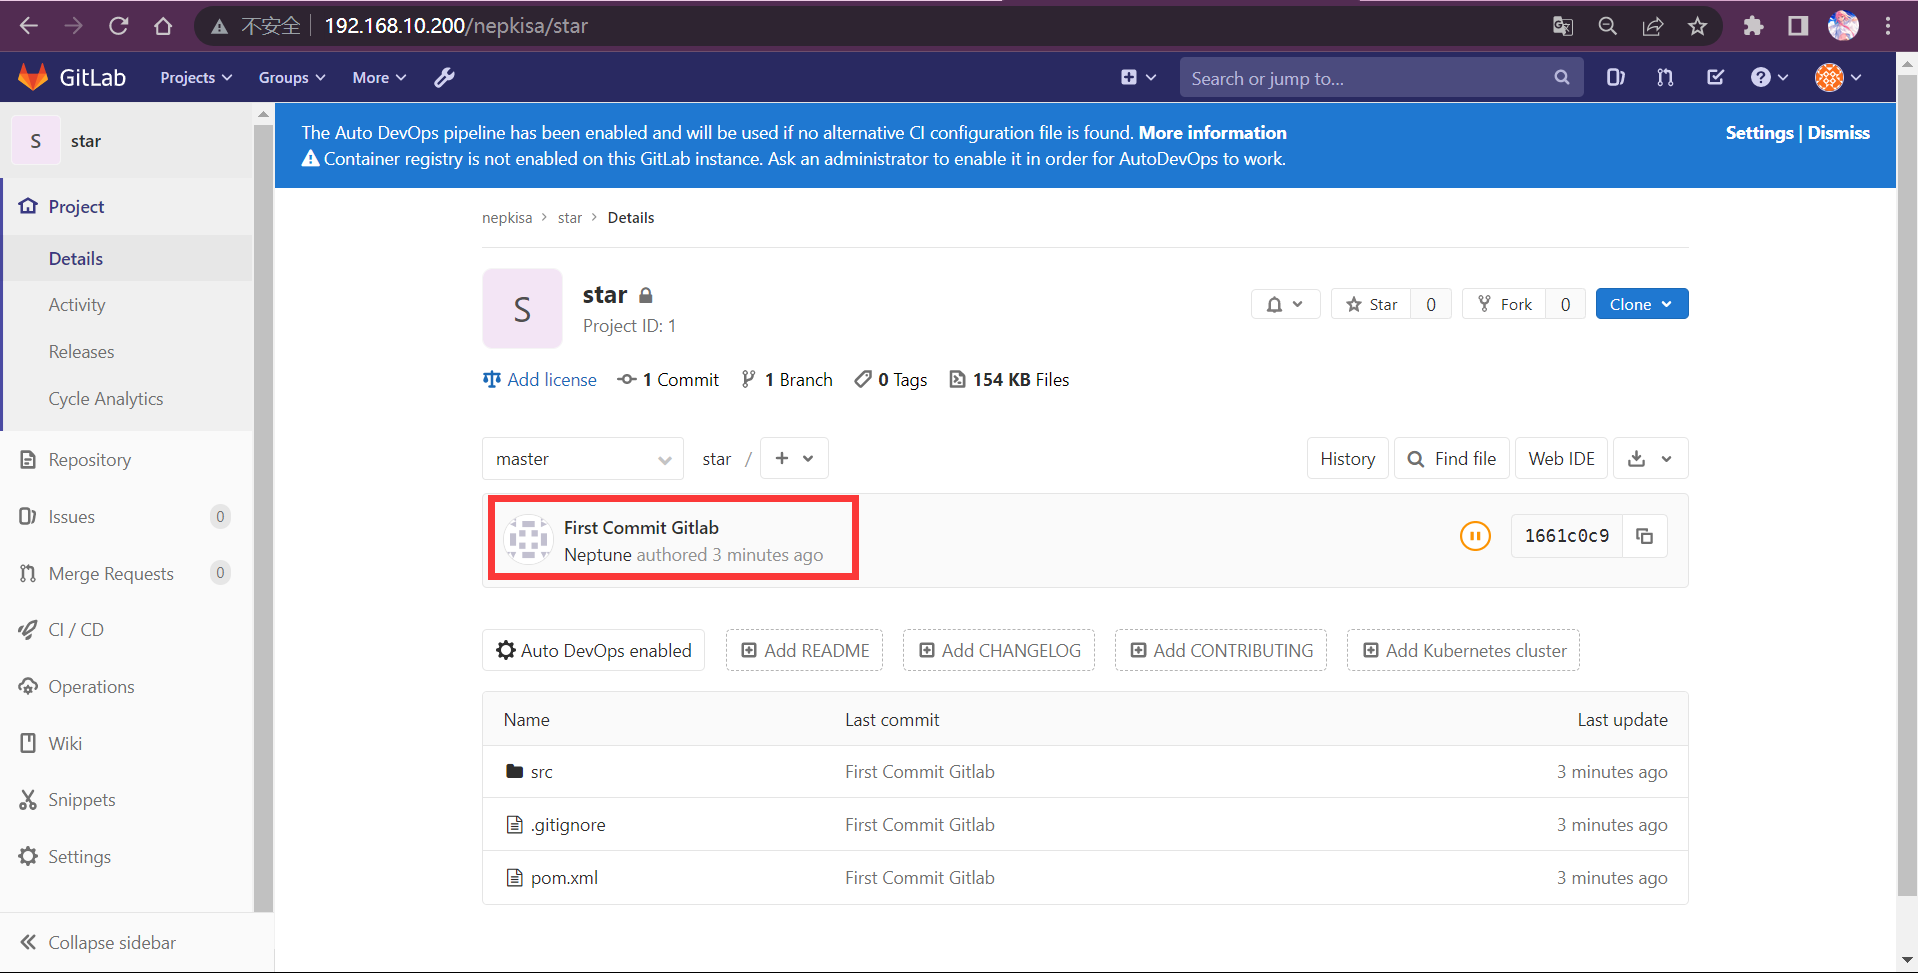 不安全 192.168.10.200/nepkisa/star
GitLab Projects Groups More Search or jump to...
S star
The Auto DevOps pipeline has been enabled and will be used if no alternative CI configuration file is found. More information
Settings | Dismiss
Container registry is not enabled on this GitLab instance. Ask an administrator to enable it in order for AutoDevOps to work.
Project
Details
Activity
Releases
Cycle Analytics
Repository
Issues 0
Merge Requests 0
CI / CD
Operations
Wiki
Snippets
Settings
Collapse sidebar
nepkisa > star > Details
S
star
Project ID: 1
Star 0 Fork 0 Clone
Add license 1 Commit 1 Branch 0 Tags 154 KB Files
master star / + History Find file Web IDE
First Commit Gitlab
Neptune authored 3 minutes ago
1661c0c9
Auto DevOps enabled Add README Add CHANGELOG Add CONTRIBUTING Add Kubernetes cluster
Name Last commit Last update
src First Commit Gitlab 3 minutes ago
.gitignore First Commit Gitlab 3 minutes ago
pom.xml First Commit Gitlab 3 minutes ago